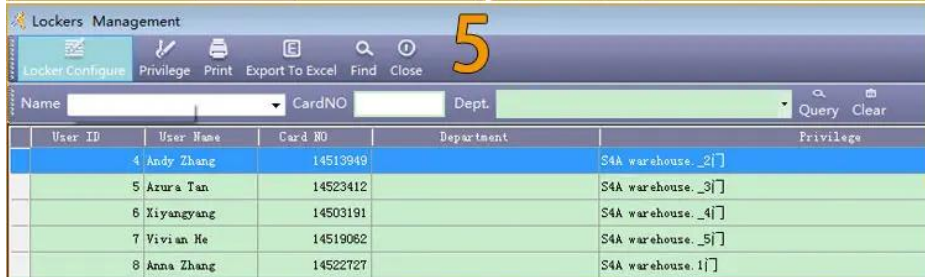 Lockers Management
5
Locker Configure Privilege Print Export To Excel Find Close
Name CardNO Dept. Query Clear
User ID User Name Card NO Department Privilege
4 Andy Zhang 14513949 S4A warehouse._2门
5 Azura Tan 14523412 S4A warehouse._3门
6 Xiyangyang 14503191 S4A warehouse._4门
7 Vivian He 14519062 S4A warehouse._5门
8 Anna Zhang 14522727 S4A warehouse.1门